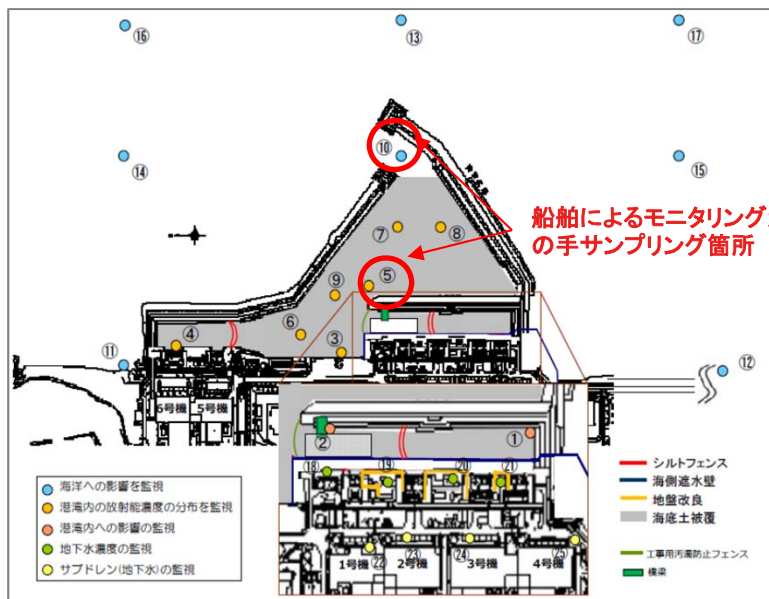 ⑯
⑬
⑰
⑩
⑭
⑮
船舶によるモニタリング
の手サンプリング箇所
⑦
⑧
⑤
⑨
⑥
④
③
⑪
⑫
6号機
5号機
②
①
⑱
⑲
⑳
㉑
1号機
㉒
2号機
㉓
㉔
3号機
4号機
㉕
海洋への影響を監視
港湾内の放射能濃度の分布を監視
港湾内への影響の監視
地下水濃度の監視
サブドレン(地下水)の監視
シルトフェンス
海側遮水壁
地盤改良
海底土被覆
工事用汚濁防止フェンス
橋梁